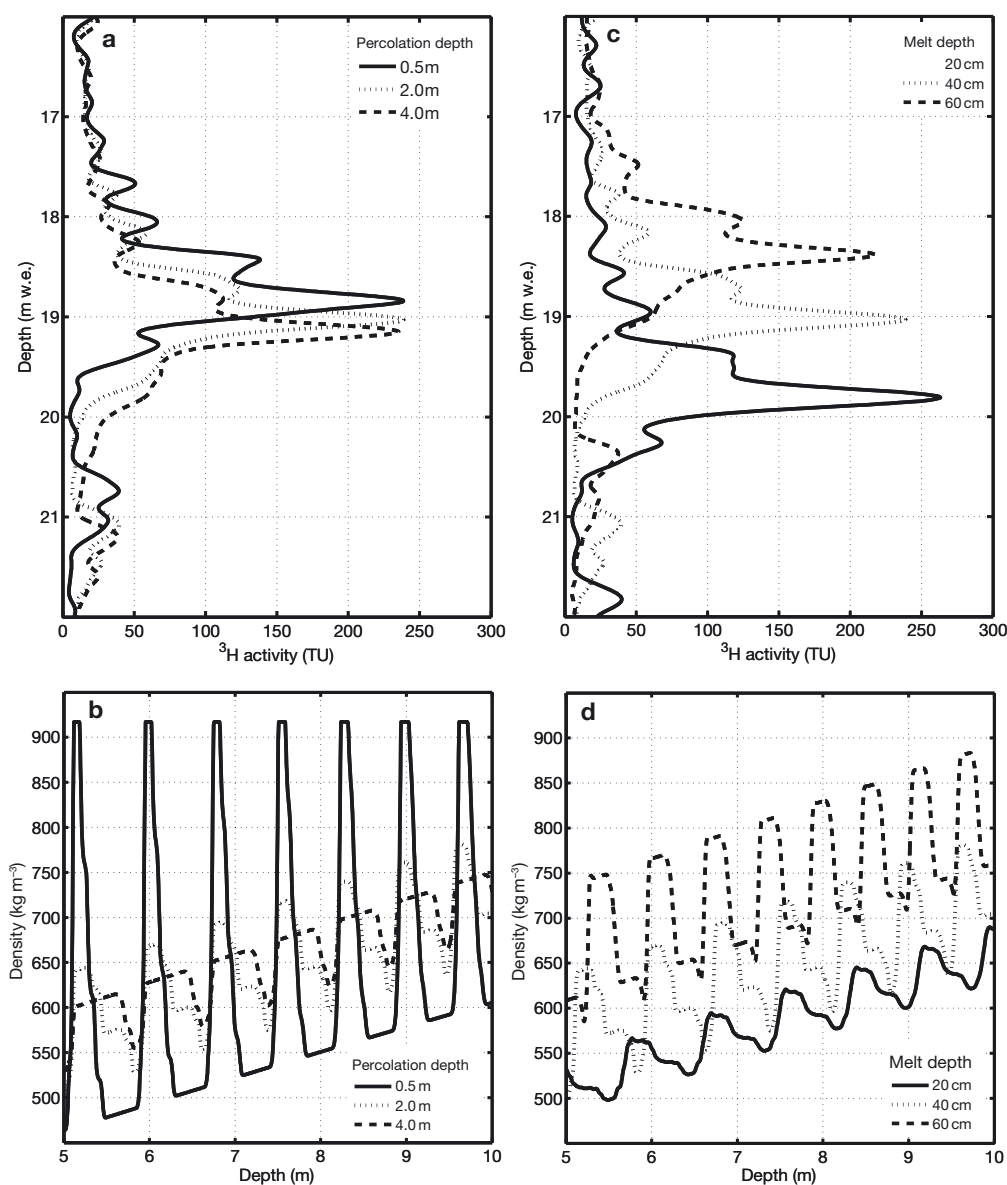 a
Percolation depth
0.5 m
2.0 m
4.0 m
17
18
19
20
21
Depth (m w.e.)
0 50 100 150 200 250 300
³H activity (TU)
c
Melt depth
20 cm
40 cm
60 cm
17
18
19
20
21
Depth (m w.e.)
0 50 100 150 200 250 300
³H activity (TU)
b
900
850
800
750
700
650
600
550
500
Density (kg m⁻³)
Percolation depth
0.5 m
2.0 m
4.0 m
5 6 7 8 9 10
Depth (m)
d
900
850
800
750
700
650
600
550
500
Density (kg m⁻³)
Melt depth
20 cm
40 cm
60 cm
5 6 7 8 9 10
Depth (m)